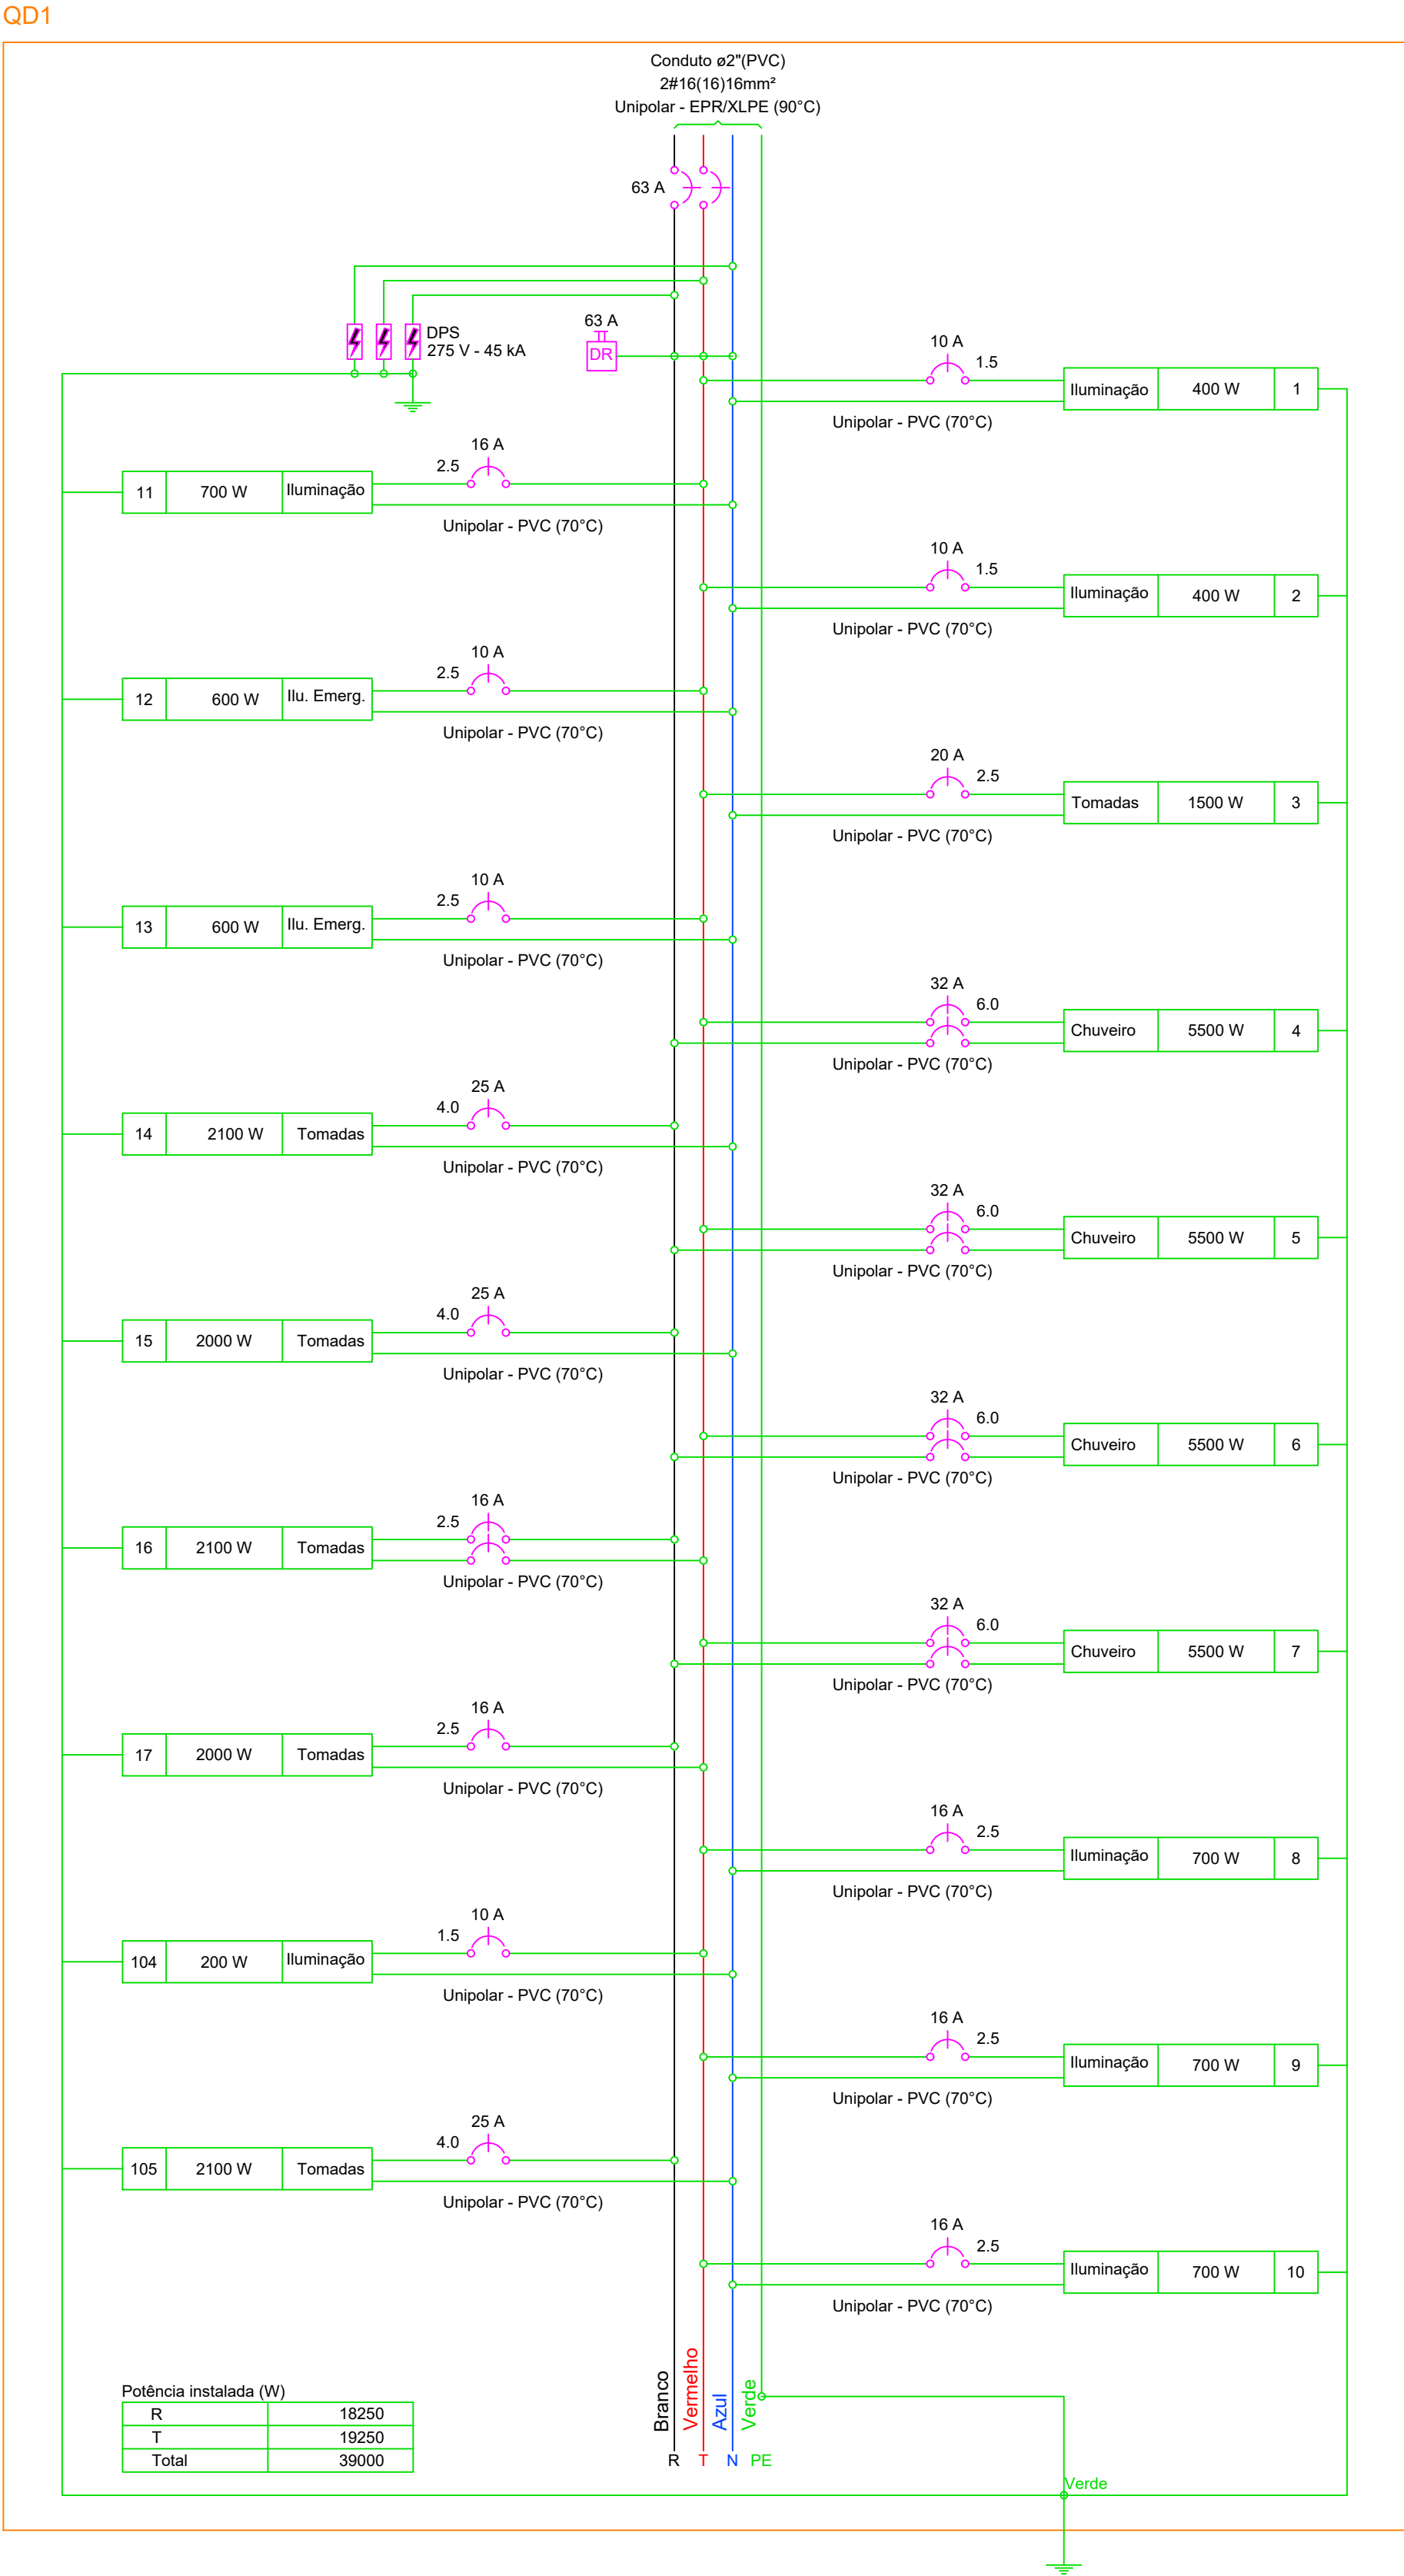 QD1
Conduto ø2"(PVC)
2#16(16)16mm²
Unipolar - EPR/XLPE (90°C)
63 A
DPS
275 V - 45 kA
63 A
DR
10 A
1.5
Iluminação 400 W 1
Unipolar - PVC (70°C)
16 A
2.5
11 700 W Iluminação
Unipolar - PVC (70°C)
10 A
1.5
Iluminação 400 W 2
Unipolar - PVC (70°C)
10 A
2.5
12 600 W Ilu. Emerg.
Unipolar - PVC (70°C)
20 A
2.5
Tomadas 1500 W 3
Unipolar - PVC (70°C)
10 A
2.5
13 600 W Ilu. Emerg.
Unipolar - PVC (70°C)
32 A
6.0
Chuveiro 5500 W 4
Unipolar - PVC (70°C)
25 A
4.0
14 2100 W Tomadas
Unipolar - PVC (70°C)
32 A
6.0
Chuveiro 5500 W 5
Unipolar - PVC (70°C)
25 A
4.0
15 2000 W Tomadas
Unipolar - PVC (70°C)
32 A
6.0
Chuveiro 5500 W 6
Unipolar - PVC (70°C)
16 A
2.5
16 2100 W Tomadas
Unipolar - PVC (70°C)
32 A
6.0
Chuveiro 5500 W 7
Unipolar - PVC (70°C)
16 A
2.5
17 2000 W Tomadas
Unipolar - PVC (70°C)
16 A
2.5
Iluminação 700 W 8
Unipolar - PVC (70°C)
10 A
1.5
104 200 W Iluminação
Unipolar - PVC (70°C)
16 A
2.5
Iluminação 700 W 9
Unipolar - PVC (70°C)
25 A
4.0
105 2100 W Tomadas
Unipolar - PVC (70°C)
16 A
2.5
Iluminação 700 W 10
Unipolar - PVC (70°C)
Potência instalada (W)
R 18250
T 19250
Total 39000
Branco
Vermelho
Azul
Verde
R T N PE
Verde